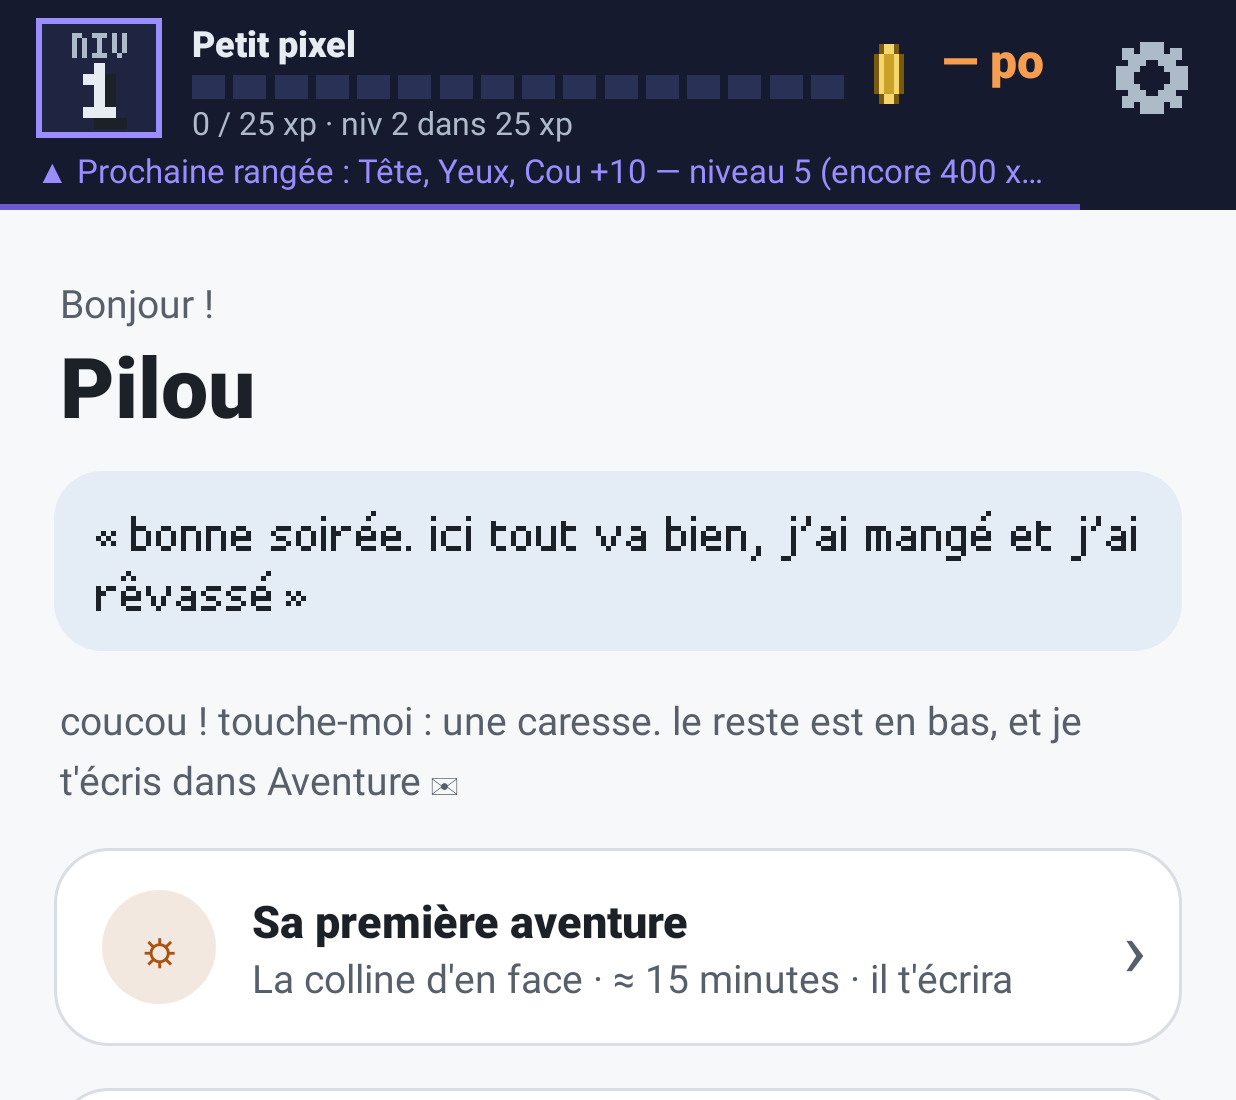 NIV
1
Petit pixel
— po
0 / 25 xp · niv 2 dans 25 xp
▲ Prochaine rangée : Tête, Yeux, Cou +10 — niveau 5 (encore 400 x…
Bonjour !
Pilou
« bonne soirée. ici tout va bien, j'ai mangé et j'ai
rêvassé »
coucou ! touche-moi : une caresse. le reste est en bas, et je
t'écris dans Aventure ✉
Sa première aventure
La colline d'en face · ≈ 15 minutes · il t'écrira